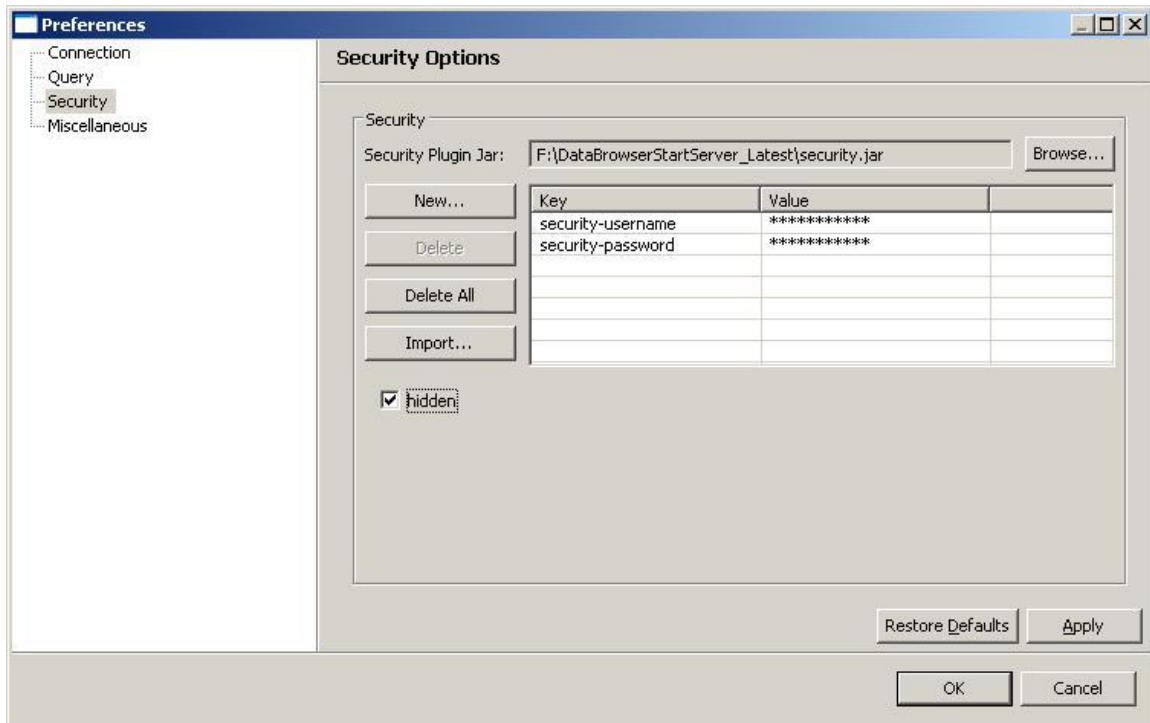 Preferences
Connection
Query
Security
Miscellaneous
Security Options
Security
Security Plugin Jar: F:\DataBrowserStartServer_Latest\security.jar Browse...
New...
Delete
Delete All
Import...
Key Value
security-username ***********
security-password ***********
hidden
Restore Defaults Apply
OK Cancel